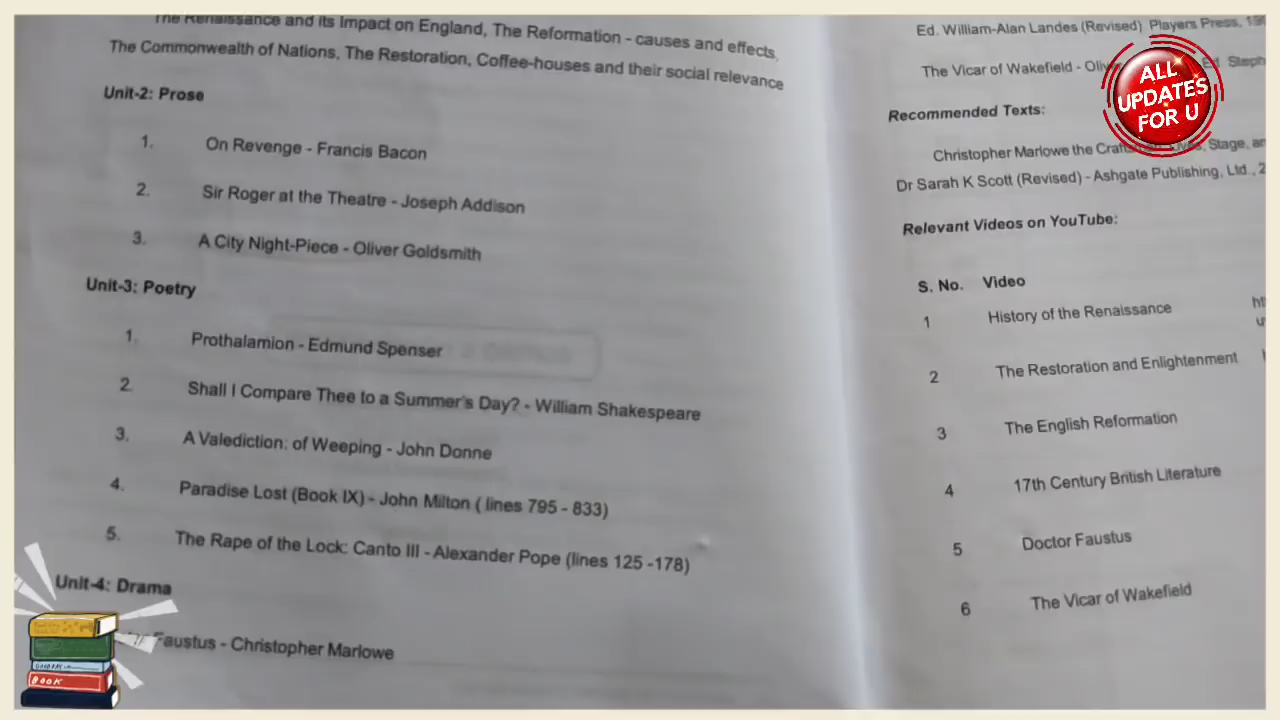 The Renaissance and its Impact on England, The Reformation - causes and effects,
The Commonwealth of Nations, The Restoration, Coffee-houses and their social relevance
Unit-2: Prose
1. On Revenge - Francis Bacon
2. Sir Roger at the Theatre - Joseph Addison
3. A City Night-Piece - Oliver Goldsmith
Unit-3: Poetry
1. Prothalamion - Edmund Spenser
2. Shall I Compare Thee to a Summer's Day? - William Shakespeare
3. A Valediction: of Weeping - John Donne
4. Paradise Lost (Book IX) - John Milton ( lines 795 - 833)
5. The Rape of the Lock: Canto III - Alexander Pope (lines 125 -178)
Unit-4: Drama
Faustus - Christopher Marlowe
BOOK
Ed. William-Alan Landes (Revised) Players Press,
The Vicar of Wakefield - Ed
Recommended Texts:
Christopher Marlowe the Stage,
Dr Sarah K Scott (Revised) - Ashgate Publishing, Ltd., 2
Relevant Videos on YouTube:
S. No. Video
1 History of the Renaissance
2 The Restoration and Enlightenment
3 The English Reformation
4 17th Century British Literature
5 Doctor Faustus
6 The Vicar of Wakefield
ALL
UPDATES
FOR U